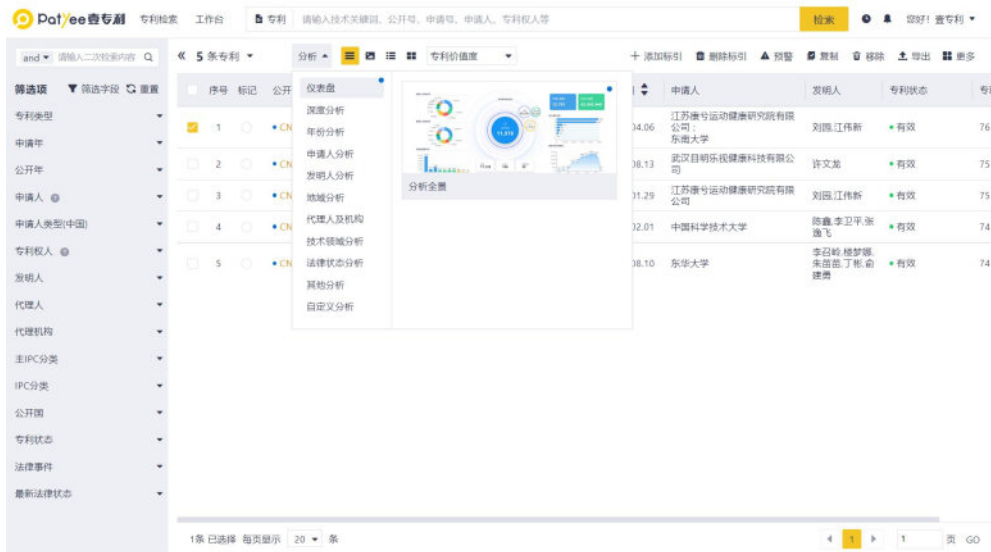 Patyee壹专利 专利检索 工作台 专利 请输入技术关键词、公开号、申请号、申请人、专利权人等 检索 您好! 壹专利
and 请输入二次检索内容 5 条专利 分析 专利价值度 添加标引 删除标引 预警 复制 移除 导出 更多
筛选项 筛选字段 重置
序号 标记 公开 申请人 发明人 专利状态 专
专利类型
申请年
公开年
申请人
申请人类型(中国)
专利权人
发明人
代理人
代理机构
主IPC分类
IPC分类
公开国
专利状态
法律事件
最新法律状态
仪表盘
深度分析
年份分析
申请人分析
发明人分析
地域分析
代理人及机构
技术领域分析
法律状态分析
其他分析
自定义分析
分析全景
1 CN 04.06 江苏康兮运动健康研究院有限公司; 东南大学 刘园,江伟新 有效 76
2 CN 08.13 武汉目明乐视健康科技有限公司 许文龙 有效 75
3 CN 01.29 江苏康兮运动健康研究院有限公司 刘园,江伟新 有效 75
4 CN 02.01 中国科学技术大学 陈鑫,李卫平,张逸飞 有效 74
5 CN 08.10 东华大学 李召岭,楼梦娜,朱苗苗,丁彬,俞建勇 有效 74
1条 已选择 每页显示 20 条 1 1 页 GO